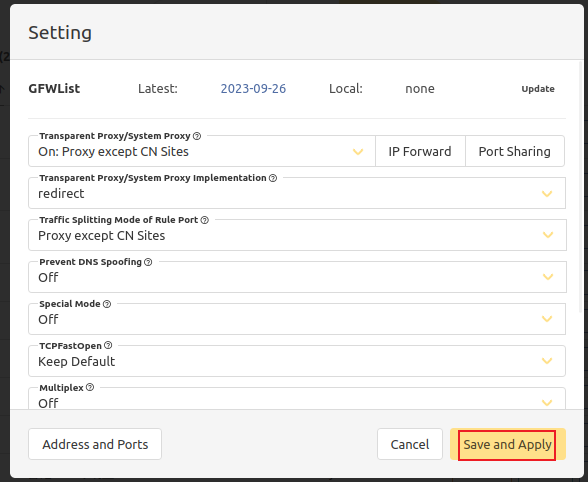 Setting
GFWList Latest: 2023-09-26 Local: none Update
Transparent Proxy/System Proxy
On: Proxy except CN Sites IP Forward Port Sharing
Transparent Proxy/System Proxy Implementation
redirect
Traffic Splitting Mode of Rule Port
Proxy except CN Sites
Prevent DNS Spoofing
Off
Special Mode
Off
TCPFastOpen
Keep Default
Multiplex
Off
Address and Ports Cancel Save and Apply